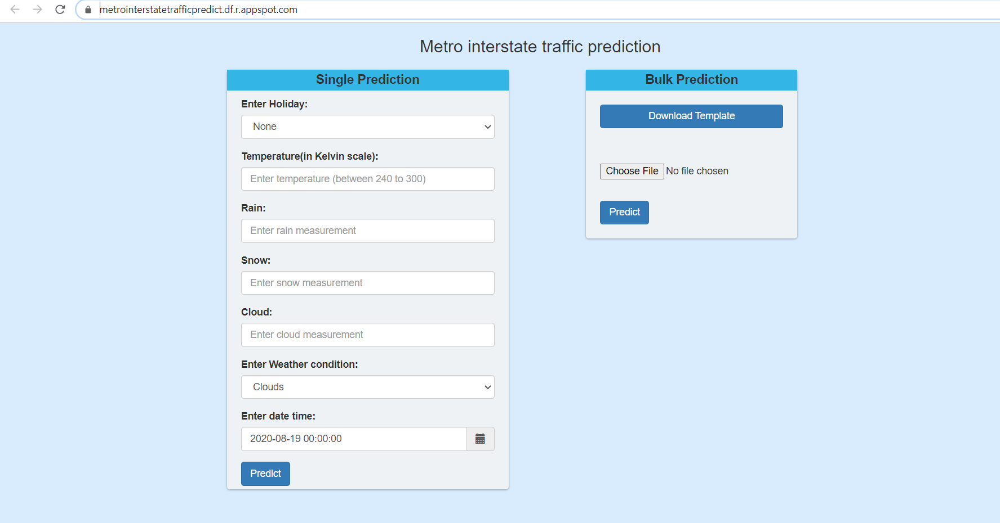 metrointerstatetrafficpredict.df.r.appspot.com
Metro interstate traffic prediction
Single Prediction
Enter Holiday:
None
Temperature(in Kelvin scale):
Enter temperature (between 240 to 300)
Rain:
Enter rain measurement
Snow:
Enter snow measurement
Cloud:
Enter cloud measurement
Enter Weather condition:
Clouds
Enter date time:
2020-08-19 00:00:00
Predict
Bulk Prediction
Download Template
Choose File No file chosen
Predict